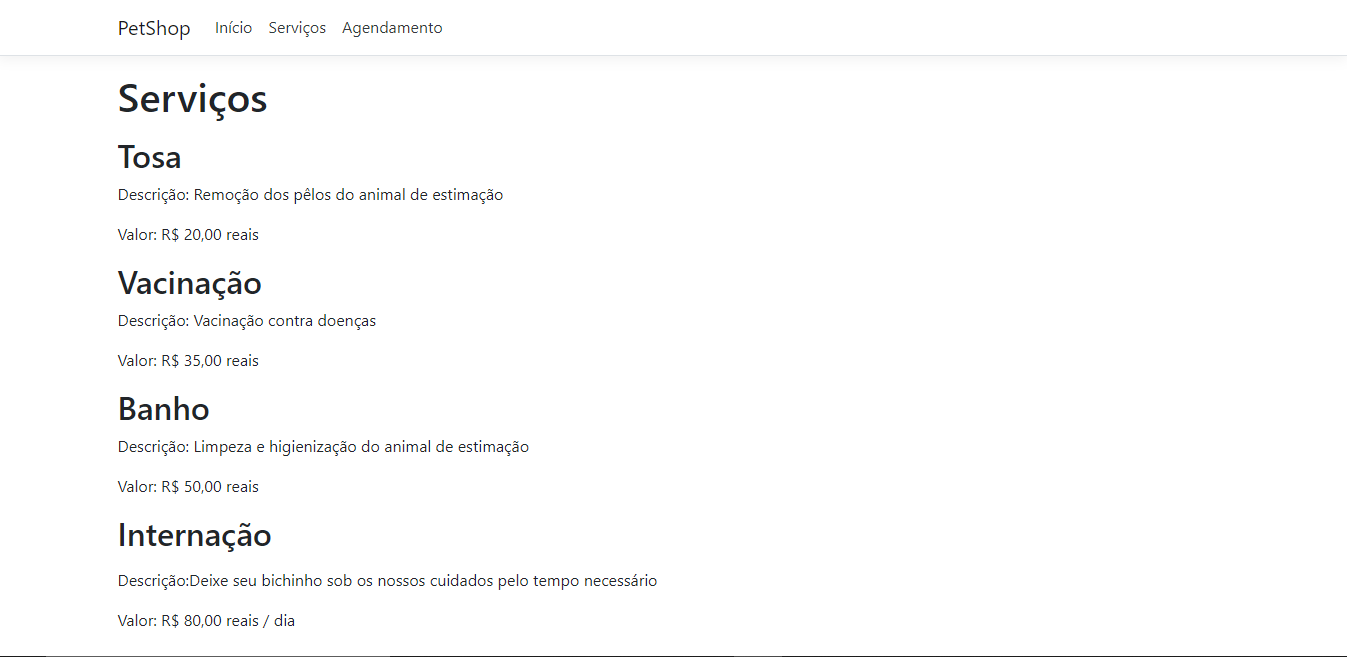 PetShop Início Serviços Agendamento
Serviços
Tosa
Descrição: Remoção dos pêlos do animal de estimação
Valor: R$ 20,00 reais
Vacinação
Descrição: Vacinação contra doenças
Valor: R$ 35,00 reais
Banho
Descrição: Limpeza e higienização do animal de estimação
Valor: R$ 50,00 reais
Internação
Descrição:Deixe seu bichinho sob os nossos cuidados pelo tempo necessário
Valor: R$ 80,00 reais / dia